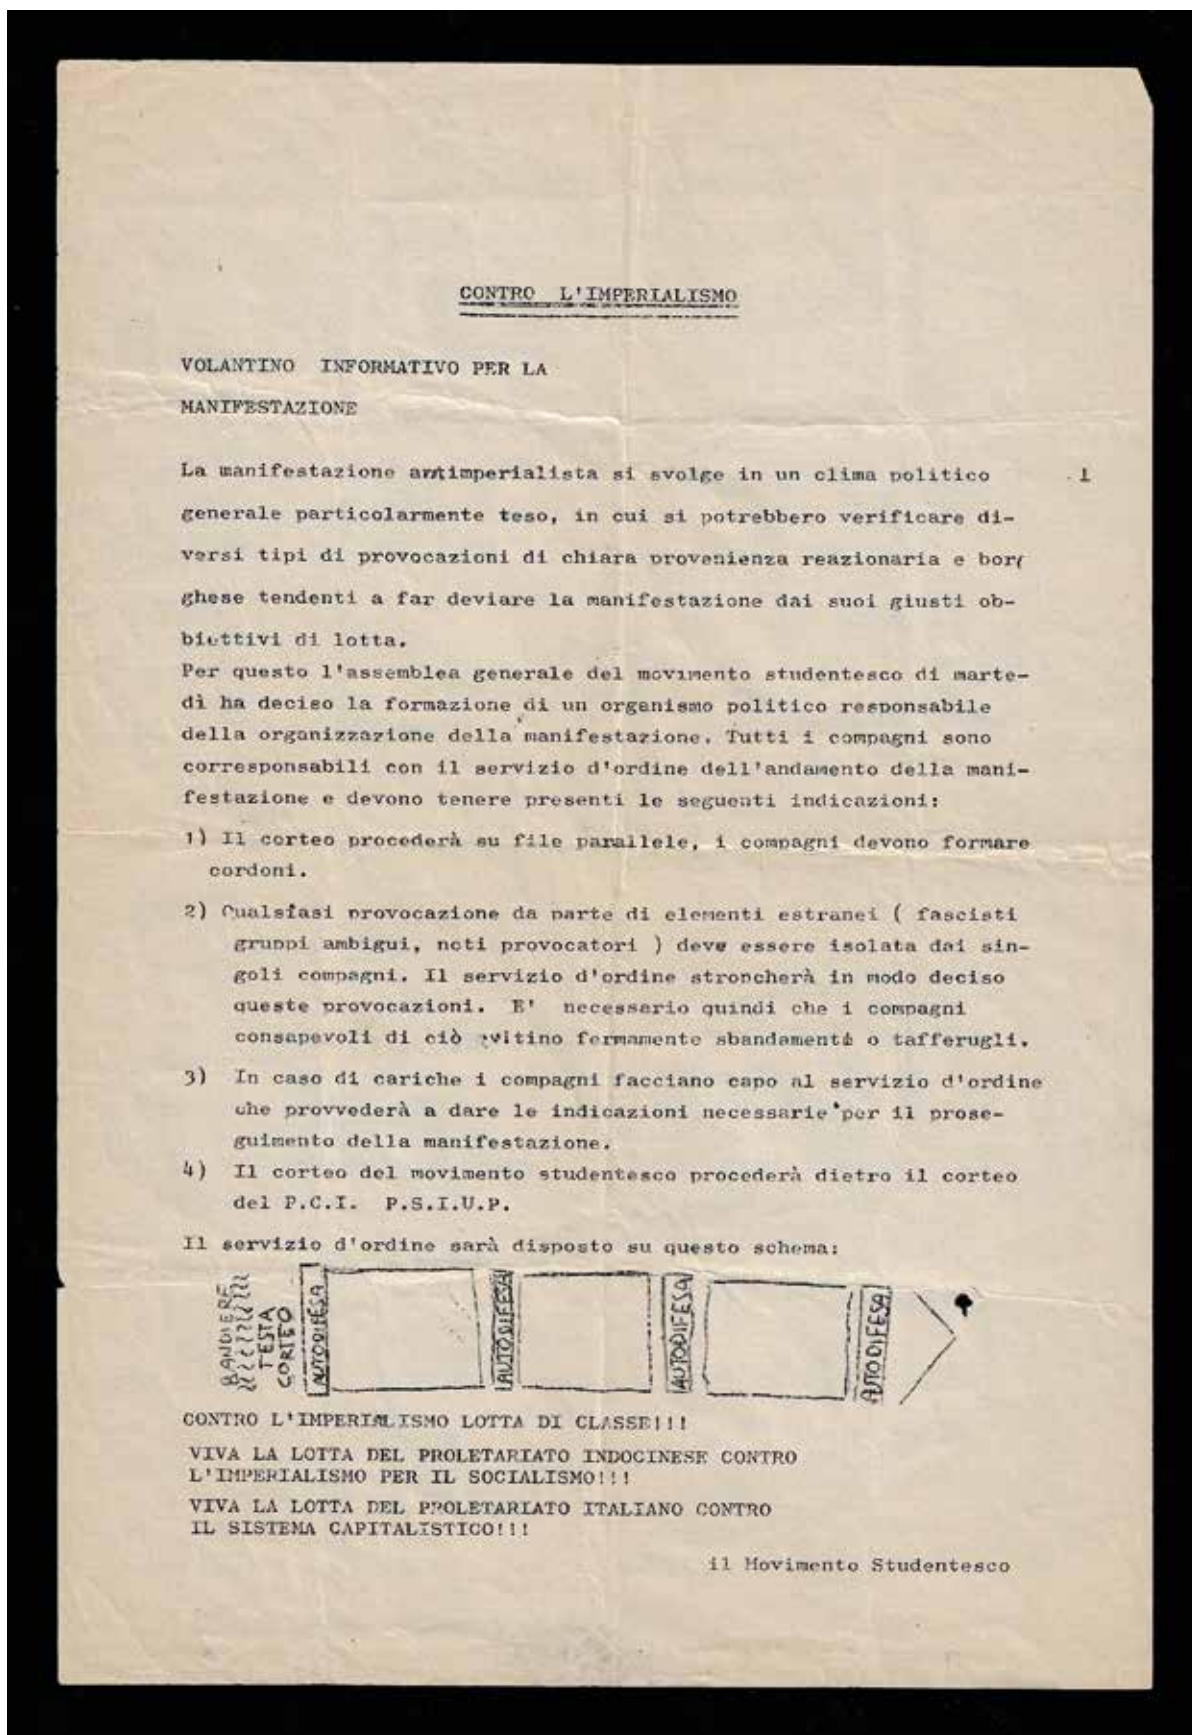 CONTRO L'IMPERIALISMO
VOLANTINO INFORMATIVO PER LA
MANIFESTAZIONE
La manifestazione antimperialista si svolge in un clima politico
1
generale particolarmente teso, in cui si potrebbero verificare di-
versi tipi di provocazioni di chiara provenienza reazionaria e bor
ghese tendenti a far deviare la manifestazione dai suoi giusti ob-
biettivi di lotta.
Per questo l'assemblea generale del movimento studentesco di marte-
dì ha deciso la formazione di un organismo politico responsabile
della organizzazione della manifestazione. Tutti i compagni sono
corresponsabili con il servizio d'ordine dell'andamento della mani-
festazione e devono tenere presenti le seguenti indicazioni:
1) Il corteo procederà su file parallele, i compagni devono formare
cordoni.
2) Qualsiasi provocazione da parte di elementi estranei ( fascisti
gruppi ambigui, noti provocatori ) deve essere isolata dai sin-
goli compagni. Il servizio d'ordine stroncherà in modo deciso
queste provocazioni. E' necessario quindi che i compagni
consapevoli di ciò evitino fermamente sbandamenti o tafferugli.
3) In caso di cariche i compagni facciano capo al servizio d'ordine
che provvederà a dare le indicazioni necessarie per il prose-
guimento della manifestazione.
4) Il corteo del movimento studentesco procederà dietro il corteo
del P.C.I. P.S.I.U.P.
Il servizio d'ordine sarà disposto su questo schema:
BANDIERE
TESTA
CORTEO
AUTODIFESA
AUTODIFESA
AUTODIFESA
AUTODIFESA
CONTRO L'IMPERIALISMO LOTTA DI CLASSE!!!
VIVA LA LOTTA DEL PROLETARIATO INDOCINESE CONTRO
L'IMPERIALISMO PER IL SOCIALISMO!!!
VIVA LA LOTTA DEL PROLETARIATO ITALIANO CONTRO
IL SISTEMA CAPITALISTICO!!!
il Movimento Studentesco